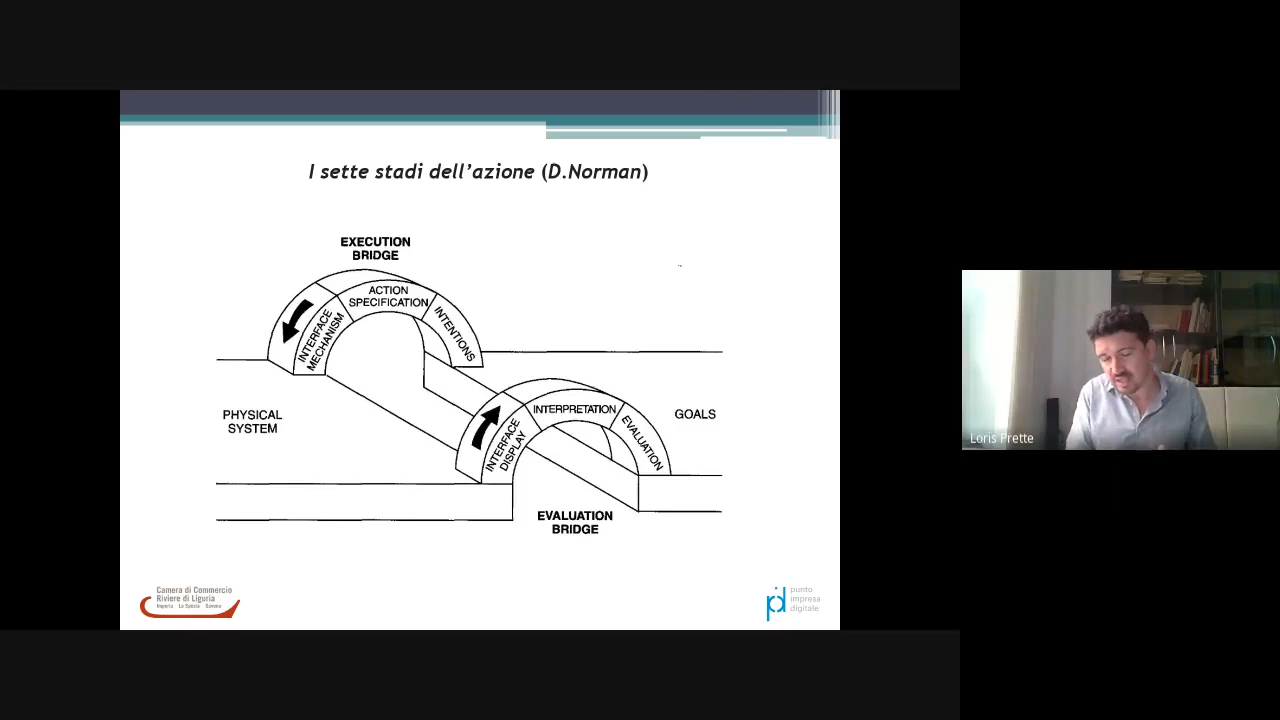 I sette stadi dell'azione (D.Norman)
EXECUTION
BRIDGE
ACTION
SPECIFICATION
INTERFACE
MECHANISM
INTENTIONS
PHYSICAL
SYSTEM
INTERPRETATION
INTERFACE
DISPLAY
EVALUATION
GOALS
EVALUATION
BRIDGE
Loris Prette
Camera di Commercio
Riviere di Liguria
Imperia La Spezia Savona
punto
impresa
digitale